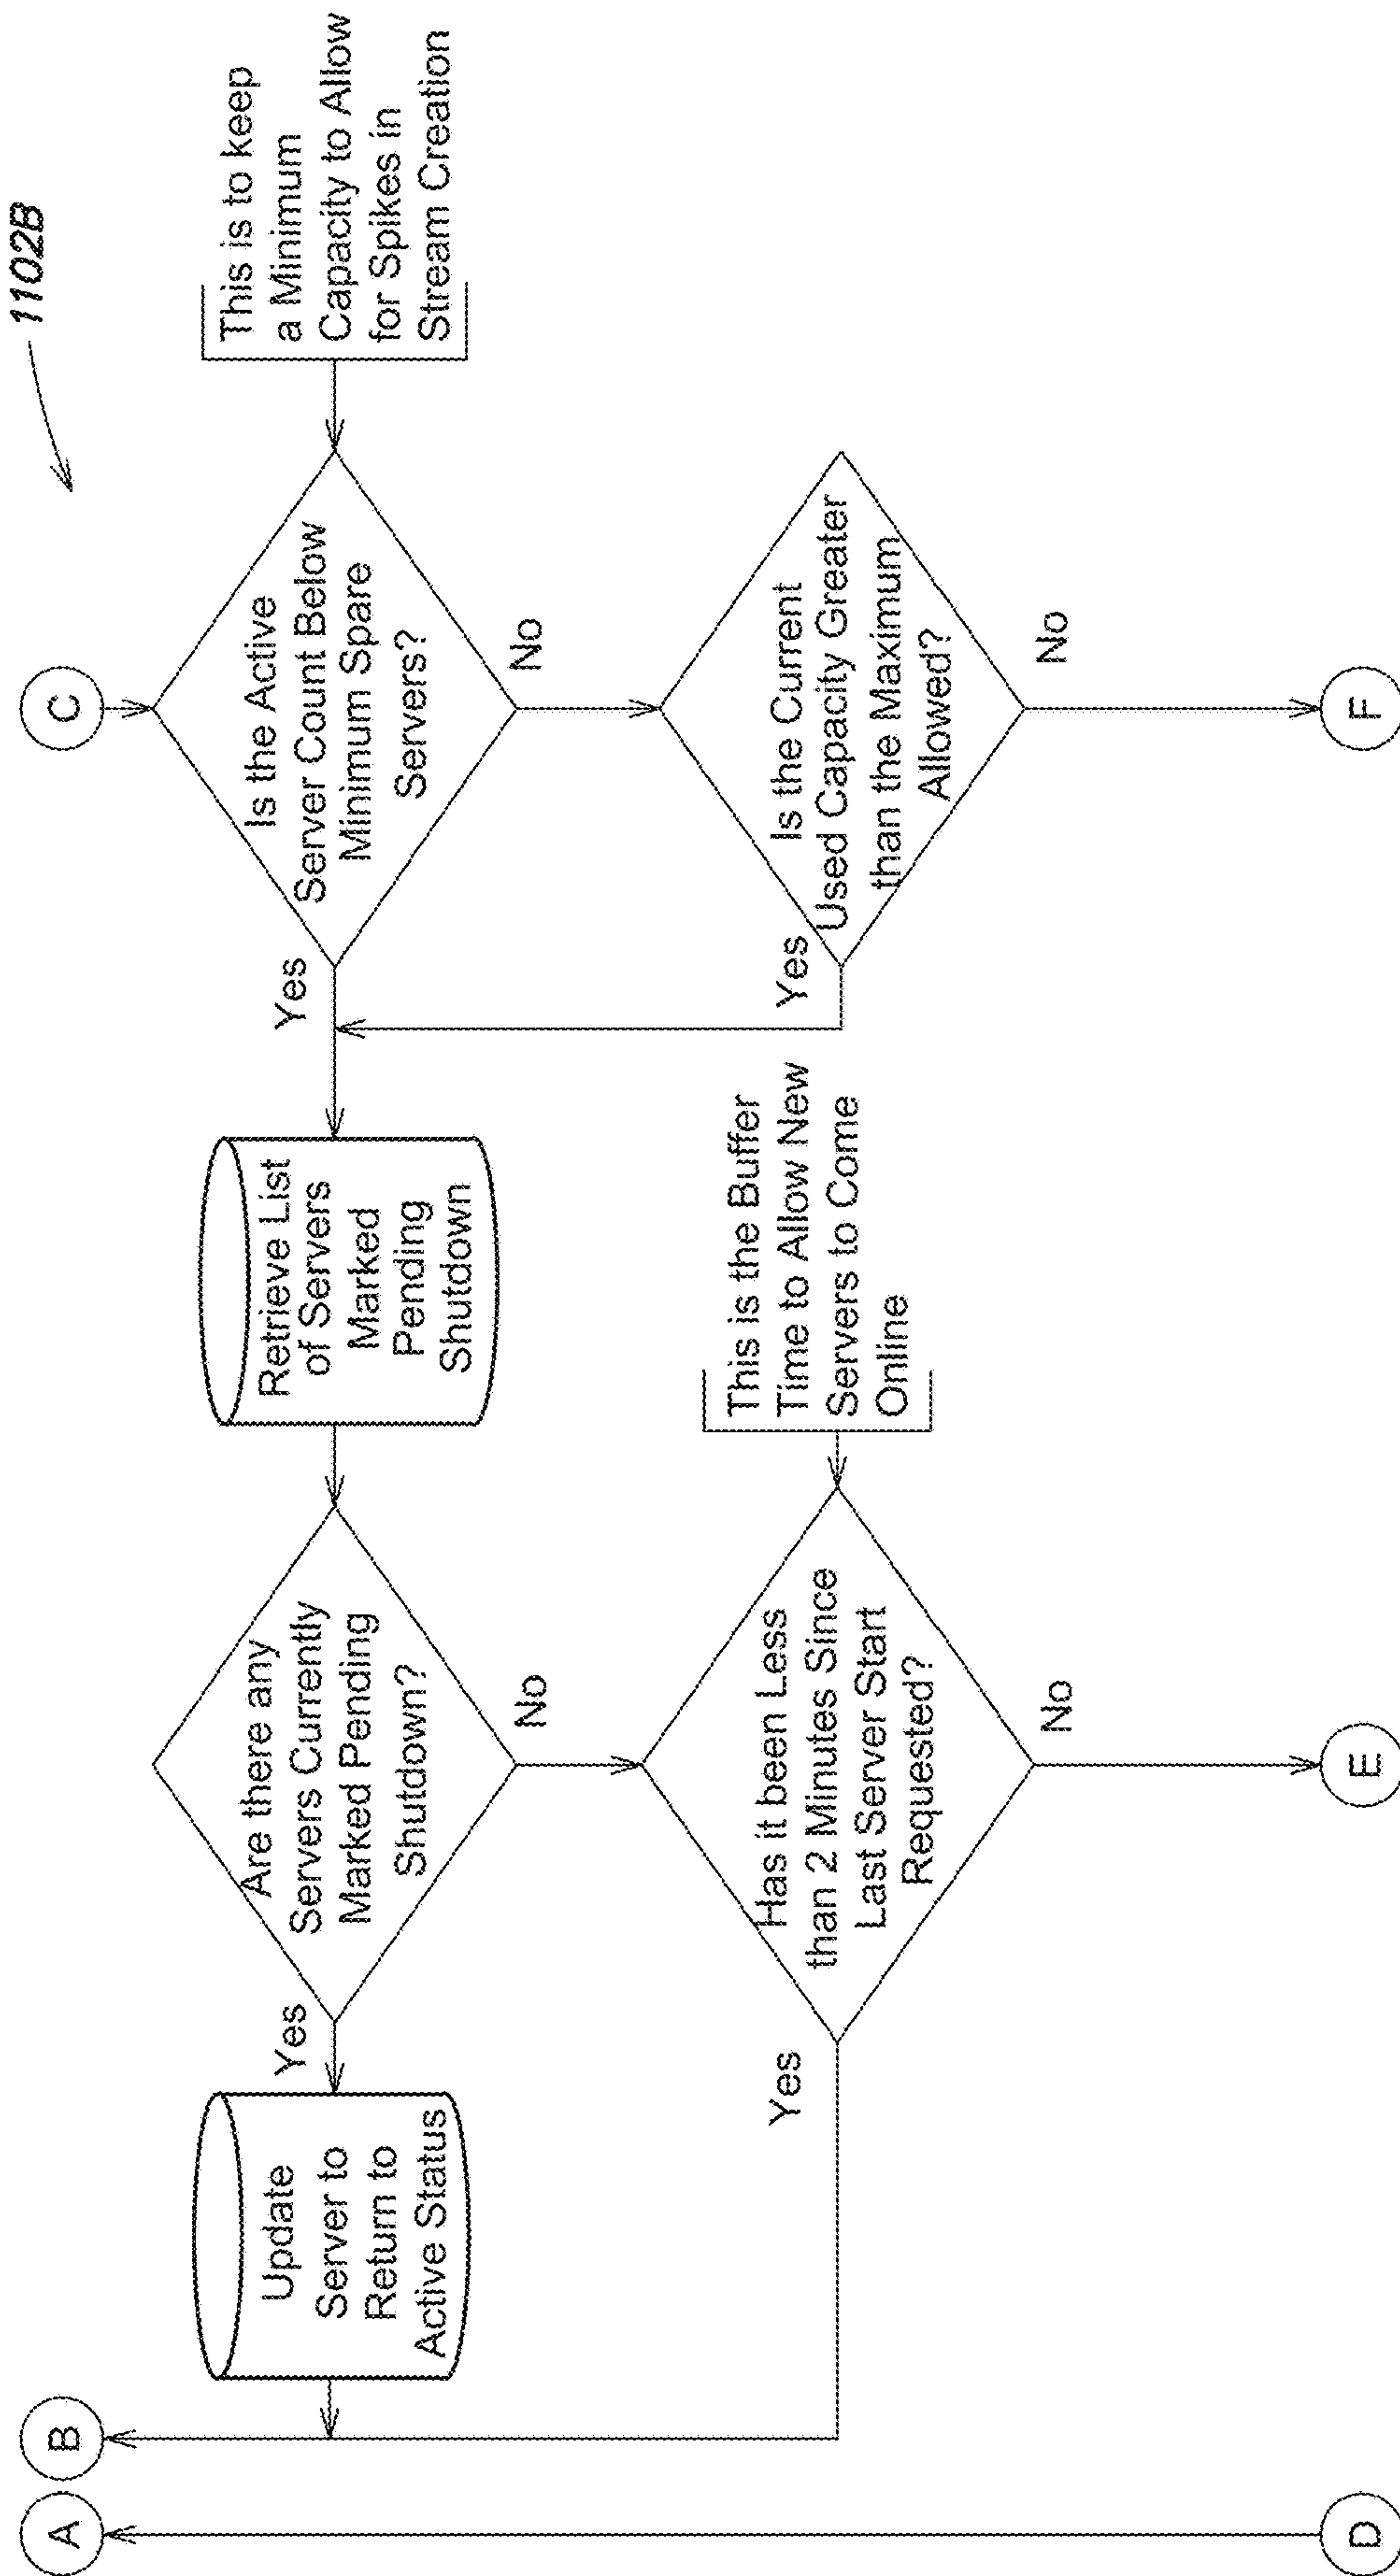 1102B
A
B
C
Update
Server to
Return to
Active Status
Yes
Are there any
Servers Currently
Marked Pending
Shutdown?
No
Retrieve List
of Servers
Marked
Pending
Shutdown
Yes
Is the Active
Server Count Below
Minimum Spare
Servers?
No
This is to keep
a Minimum
Capacity to Allow
for Spikes in
Stream Creation
Yes
Has it been Less
than 2 Minutes Since
Last Server Start
Requested?
No
This is the Buffer
Time to Allow New
Servers to Come
Online
Yes
Is the Current
Used Capacity Greater
than the Maximum
Allowed?
No
D
E
F